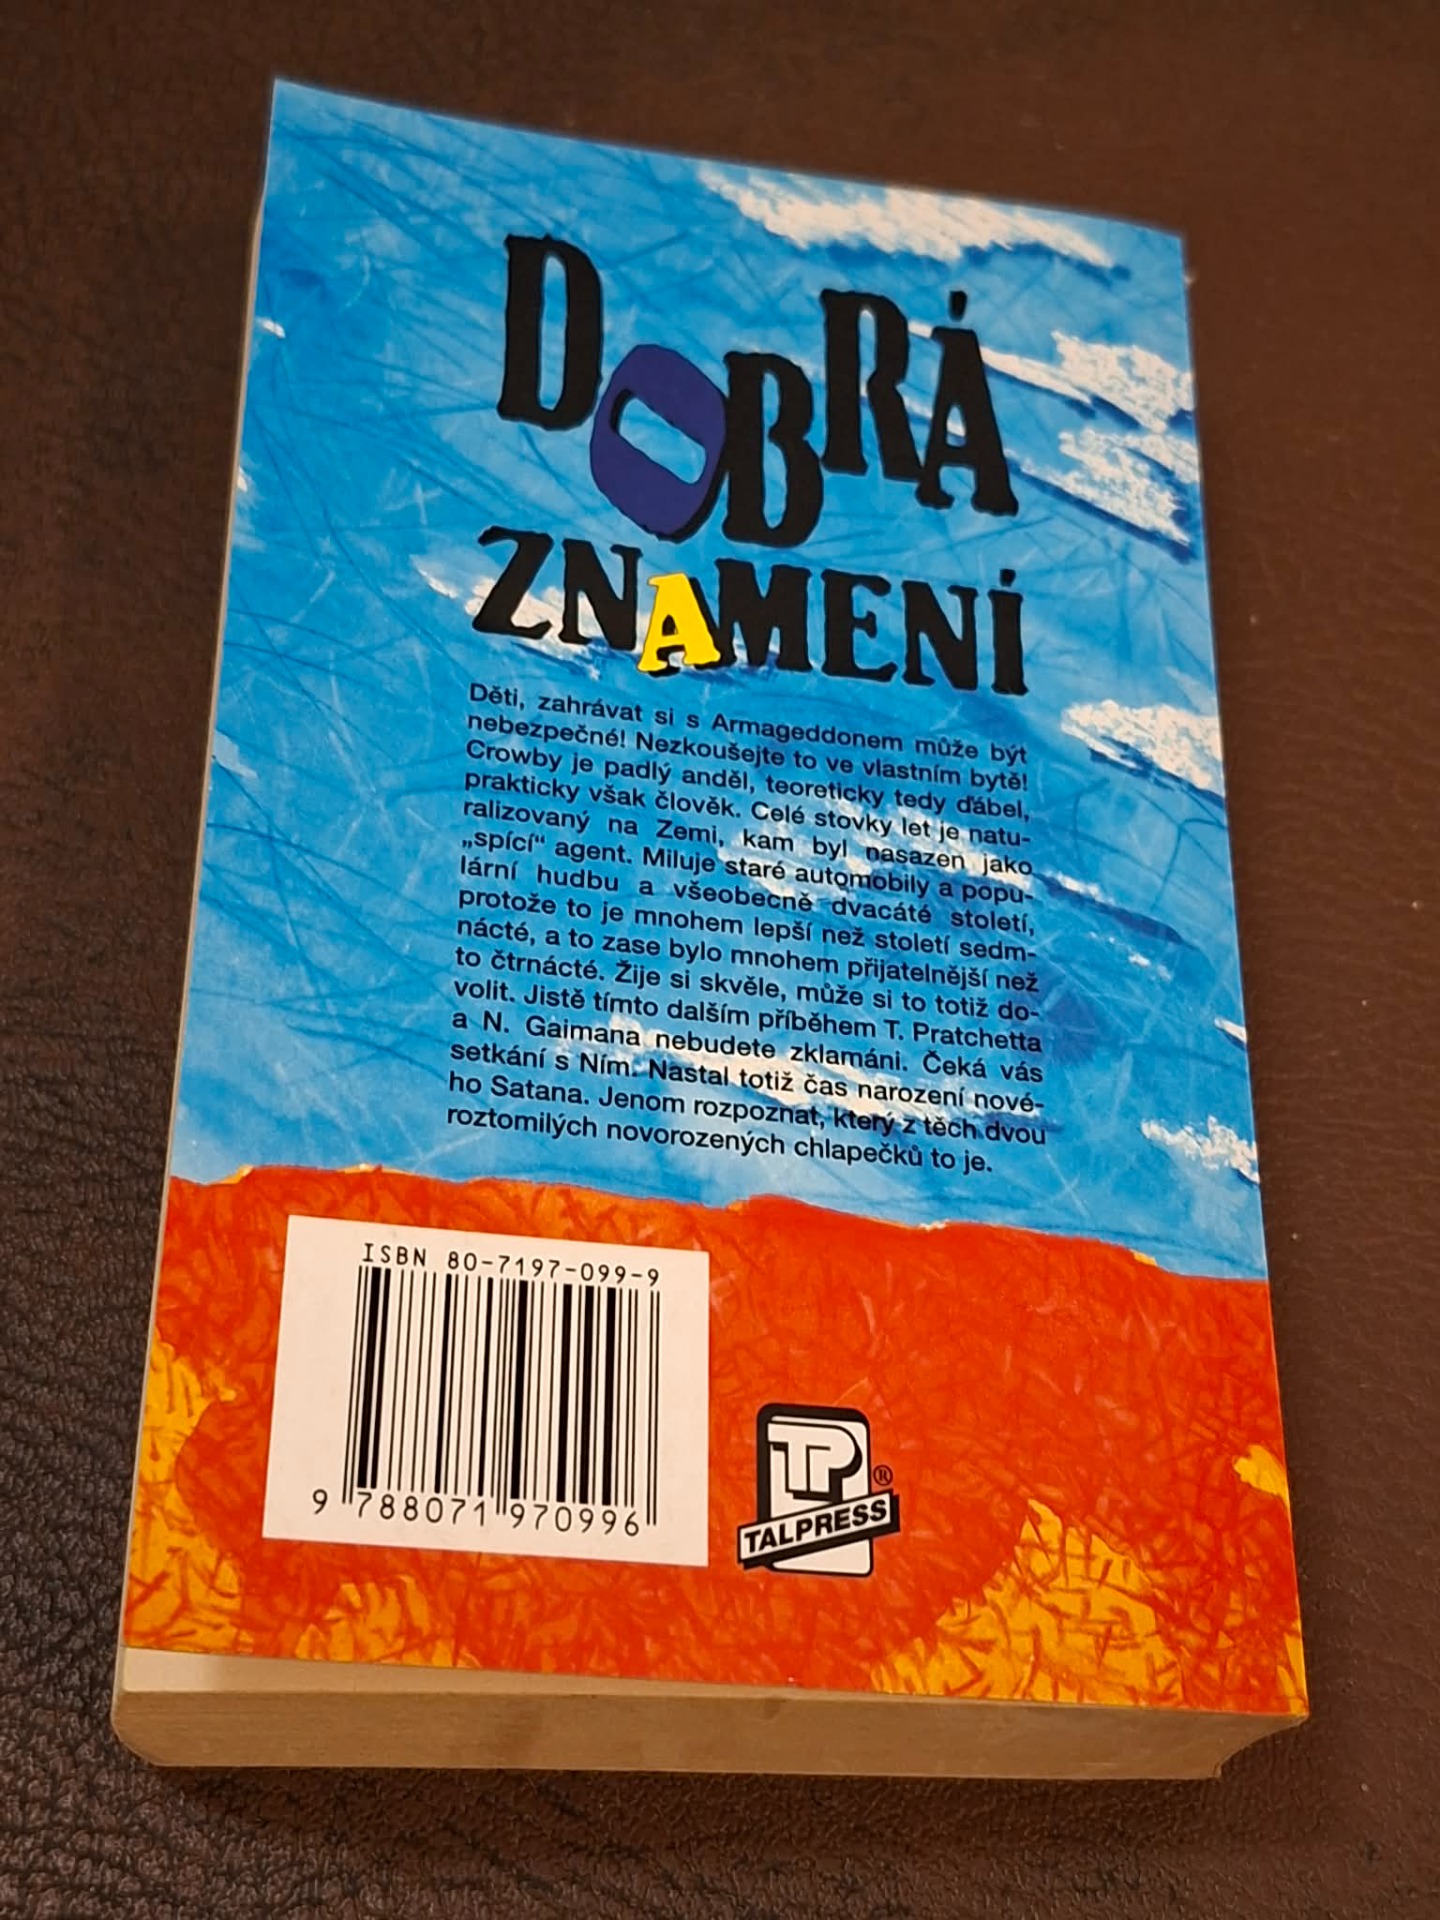 DOBRÁ
ZNAMENÍ
Děti, zahrávat si s Armageddonem může být
nebezpečné! Nezkoušejte to ve vlastním bytě!
Crowby je padlý anděl, teoreticky tedy ďábel,
prakticky však člověk. Celé stovky let je natu-
ralizovaný na Zemi, kam byl nasazen jako
„spící“ agent. Miluje staré automobily a popu-
lární hudbu a všeobecně dvacáté století,
protože to je mnohem lepší než století sedm-
nácté, a to zase bylo mnohem přijatelnější než
to čtrnácté. Žije si skvěle, může si to totiž do-
volit. Jistě tímto dalším příběhem T. Pratchetta
a N. Gaimana nebudete zklamáni. Čeká vás
setkání s Ním. Nastal totiž čas narození nové-
ho Satana. Jenom rozpoznat, který z těch dvou
roztomilých novorozených chlapečků to je.
ISBN 80-7197-099-9
9 788071 970996
TP®
TALPRESS